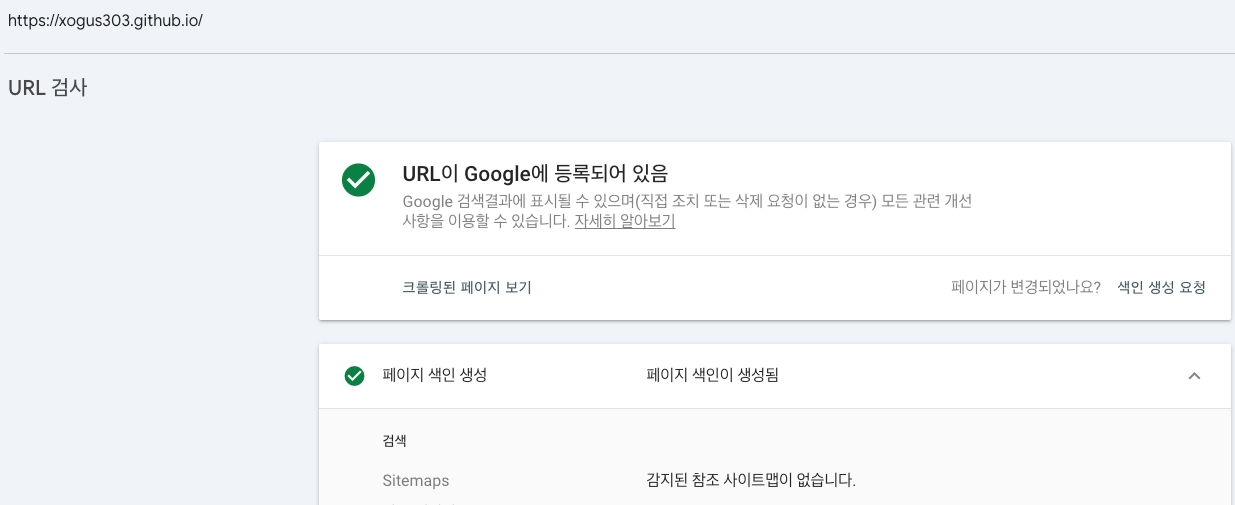 https://xogus303.github.io/
URL 검사
URL이 Google에 등록되어 있음
Google 검색결과에 표시될 수 있으며(직접 조치 또는 삭제 요청이 없는 경우) 모든 관련 개선
사항을 이용할 수 있습니다. 자세히 알아보기
크롤링된 페이지 보기
페이지가 변경되었나요? 색인 생성 요청
페이지 색인 생성
페이지 색인이 생성됨
검색
Sitemaps
감지된 참조 사이트맵이 없습니다.